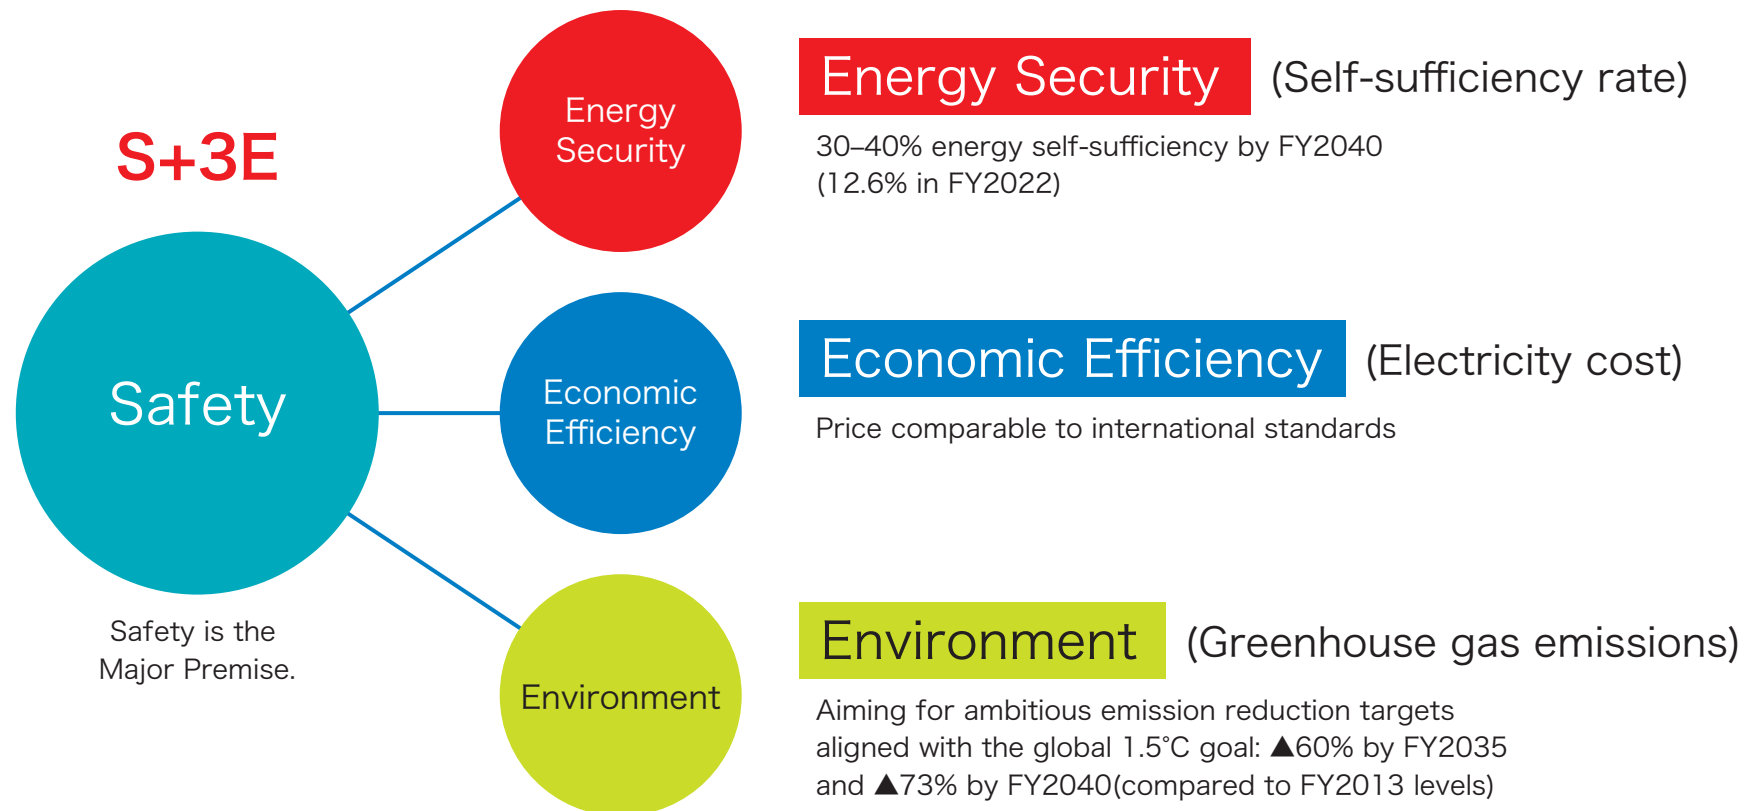 S+3E
Safety
Safety is the
Major Premise.
Energy
Security
Economic
Efficiency
Environment
Energy Security (Self-sufficiency rate)
30–40% energy self-sufficiency by FY2040
(12.6% in FY2022)
Economic Efficiency (Electricity cost)
Price comparable to international standards
Environment (Greenhouse gas emissions)
Aiming for ambitious emission reduction targets
aligned with the global 1.5°C goal: ▲60% by FY2035
and ▲73% by FY2040(compared to FY2013 levels)